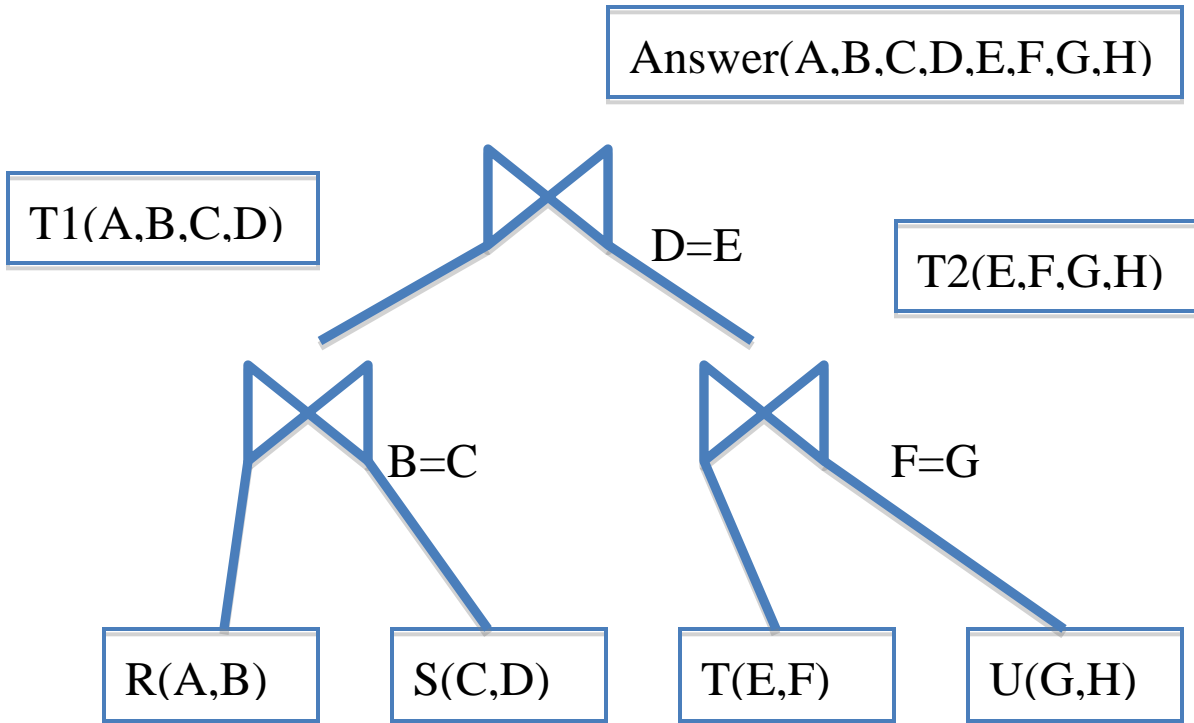 Answer(A,B,C,D,E,F,G,H)
T1(A,B,C,D)
D=E
T2(E,F,G,H)
B=C
F=G
R(A,B)
S(C,D)
T(E,F)
U(G,H)